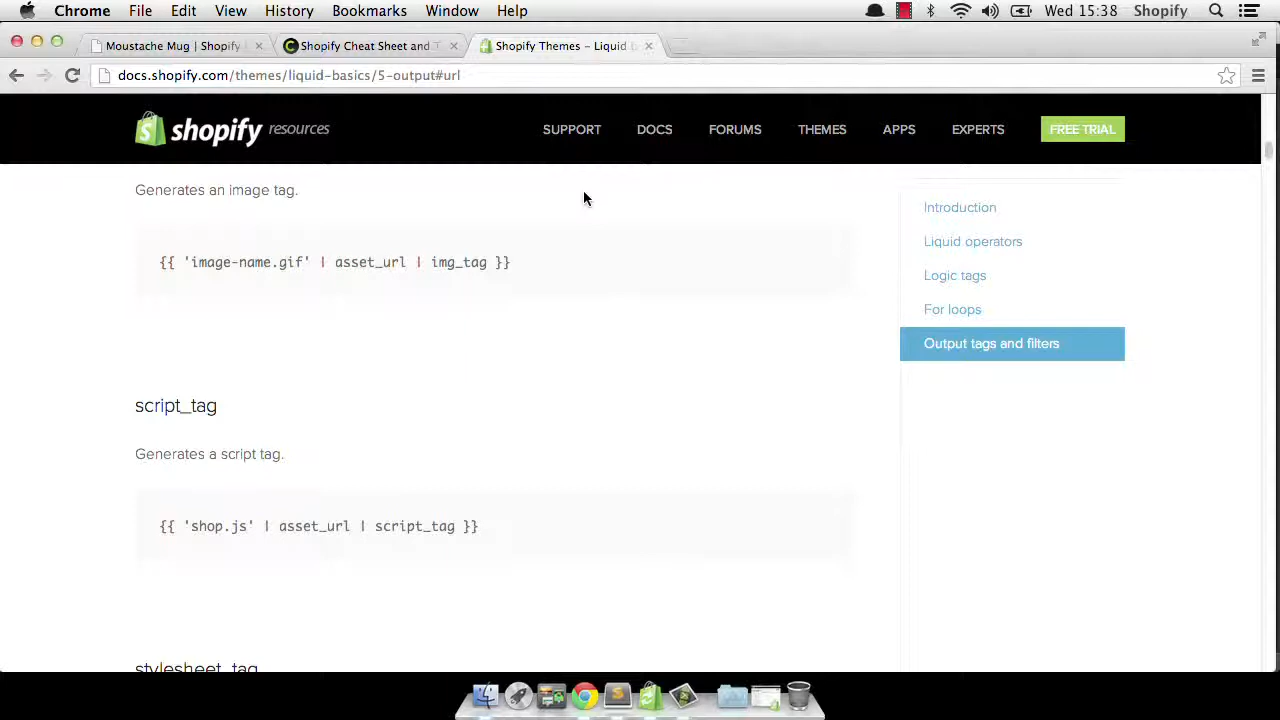 Chrome File Edit View History Bookmarks Window Help Wed 15:38 Shopify
Moustache Mug | Shopify
Shopify Cheat Sheet and T
Shopify Themes – Liquid b
docs.shopify.com/themes/liquid-basics/5-output#url
shopify resources
SUPPORT DOCS FORUMS THEMES APPS EXPERTS FREE TRIAL
Generates an image tag.
{{ 'image-name.gif' | asset_url | img_tag }}
script_tag
Generates a script tag.
{{ 'shop.js' | asset_url | script_tag }}
stylesheet_tag
Introduction
Liquid operators
Logic tags
For loops
Output tags and filters